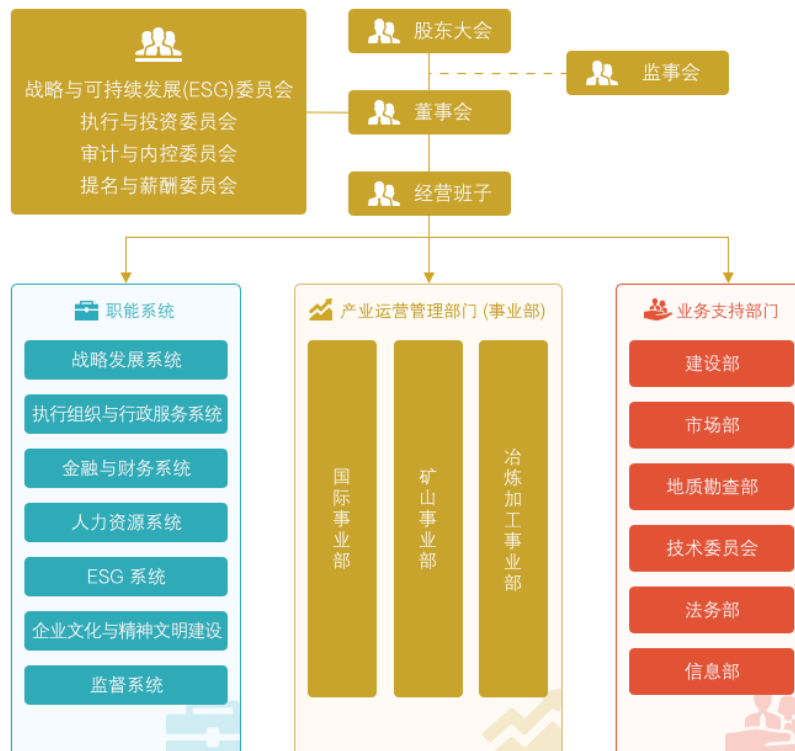 股东大会
监事会
战略与可持续发展(ESG)委员会
执行与投资委员会
审计与内控委员会
提名与薪酬委员会
董事会
经营班子
职能系统
战略发展系统
执行组织与行政服务系统
金融与财务系统
人力资源系统
ESG 系统
企业文化与精神文明建设
监督系统
产业运营管理部门 (事业部)
国际事业部
矿山事业部
冶炼加工事业部
业务支持部门
建设部
市场部
地质勘查部
技术委员会
法务部
信息部